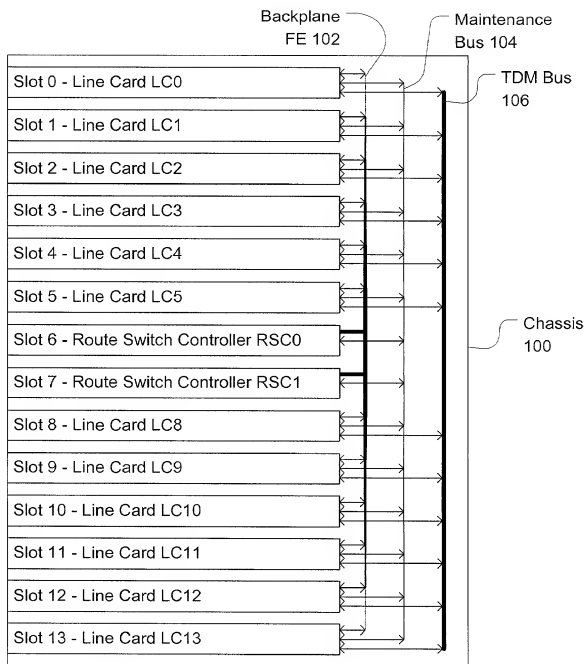 Backplane
FE 102
Maintenance
Bus 104
TDM Bus
106
Slot 0 - Line Card LC0
Slot 1 - Line Card LC1
Slot 2 - Line Card LC2
Slot 3 - Line Card LC3
Slot 4 - Line Card LC4
Slot 5 - Line Card LC5
Slot 6 - Route Switch Controller RSC0
Slot 7 - Route Switch Controller RSC1
Slot 8 - Line Card LC8
Slot 9 - Line Card LC9
Slot 10 - Line Card LC10
Slot 11 - Line Card LC11
Slot 12 - Line Card LC12
Slot 13 - Line Card LC13
Chassis
100